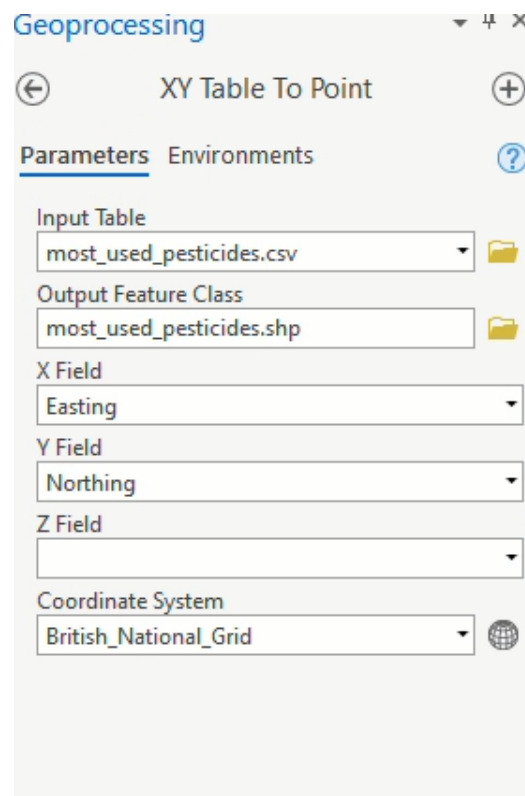 Geoprocessing
XY Table To Point
Parameters Environments
Input Table
most_used_pesticides.csv
Output Feature Class
most_used_pesticides.shp
X Field
Easting
Y Field
Northing
Z Field
Coordinate System
British_National_Grid